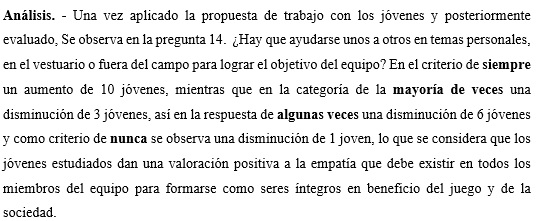 Análisis. - Una vez aplicado la propuesta de trabajo con los jóvenes y posteriormente
evaluado, Se observa en la pregunta 14. ¿Hay que ayudarse unos a otros en temas personales,
en el vestuario o fuera del campo para lograr el objetivo del equipo? En el criterio de siempre
un aumento de 10 jóvenes, mientras que en la categoría de la mayoría de veces una
disminución de 3 jóvenes, así en la respuesta de algunas veces una disminución de 6 jóvenes
y como criterio de nunca se observa una disminución de 1 joven, lo que se considera que los
jóvenes estudiados dan una valoración positiva a la empatía que debe existir en todos los
miembros del equipo para formarse como seres íntegros en beneficio del juego y de la
sociedad.